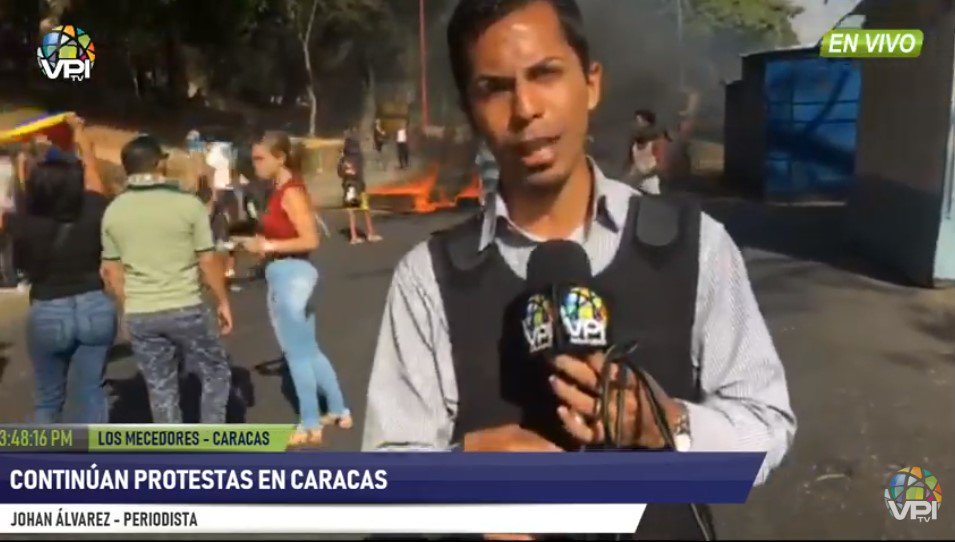 VPI
TV
EN VIVO
VPI
VPI
3:48:16 PM
LOS MECEDORES - CARACAS
CONTINÚAN PROTESTAS EN CARACAS
JOHAN ÁLVAREZ - PERIODISTA
VPI
TV